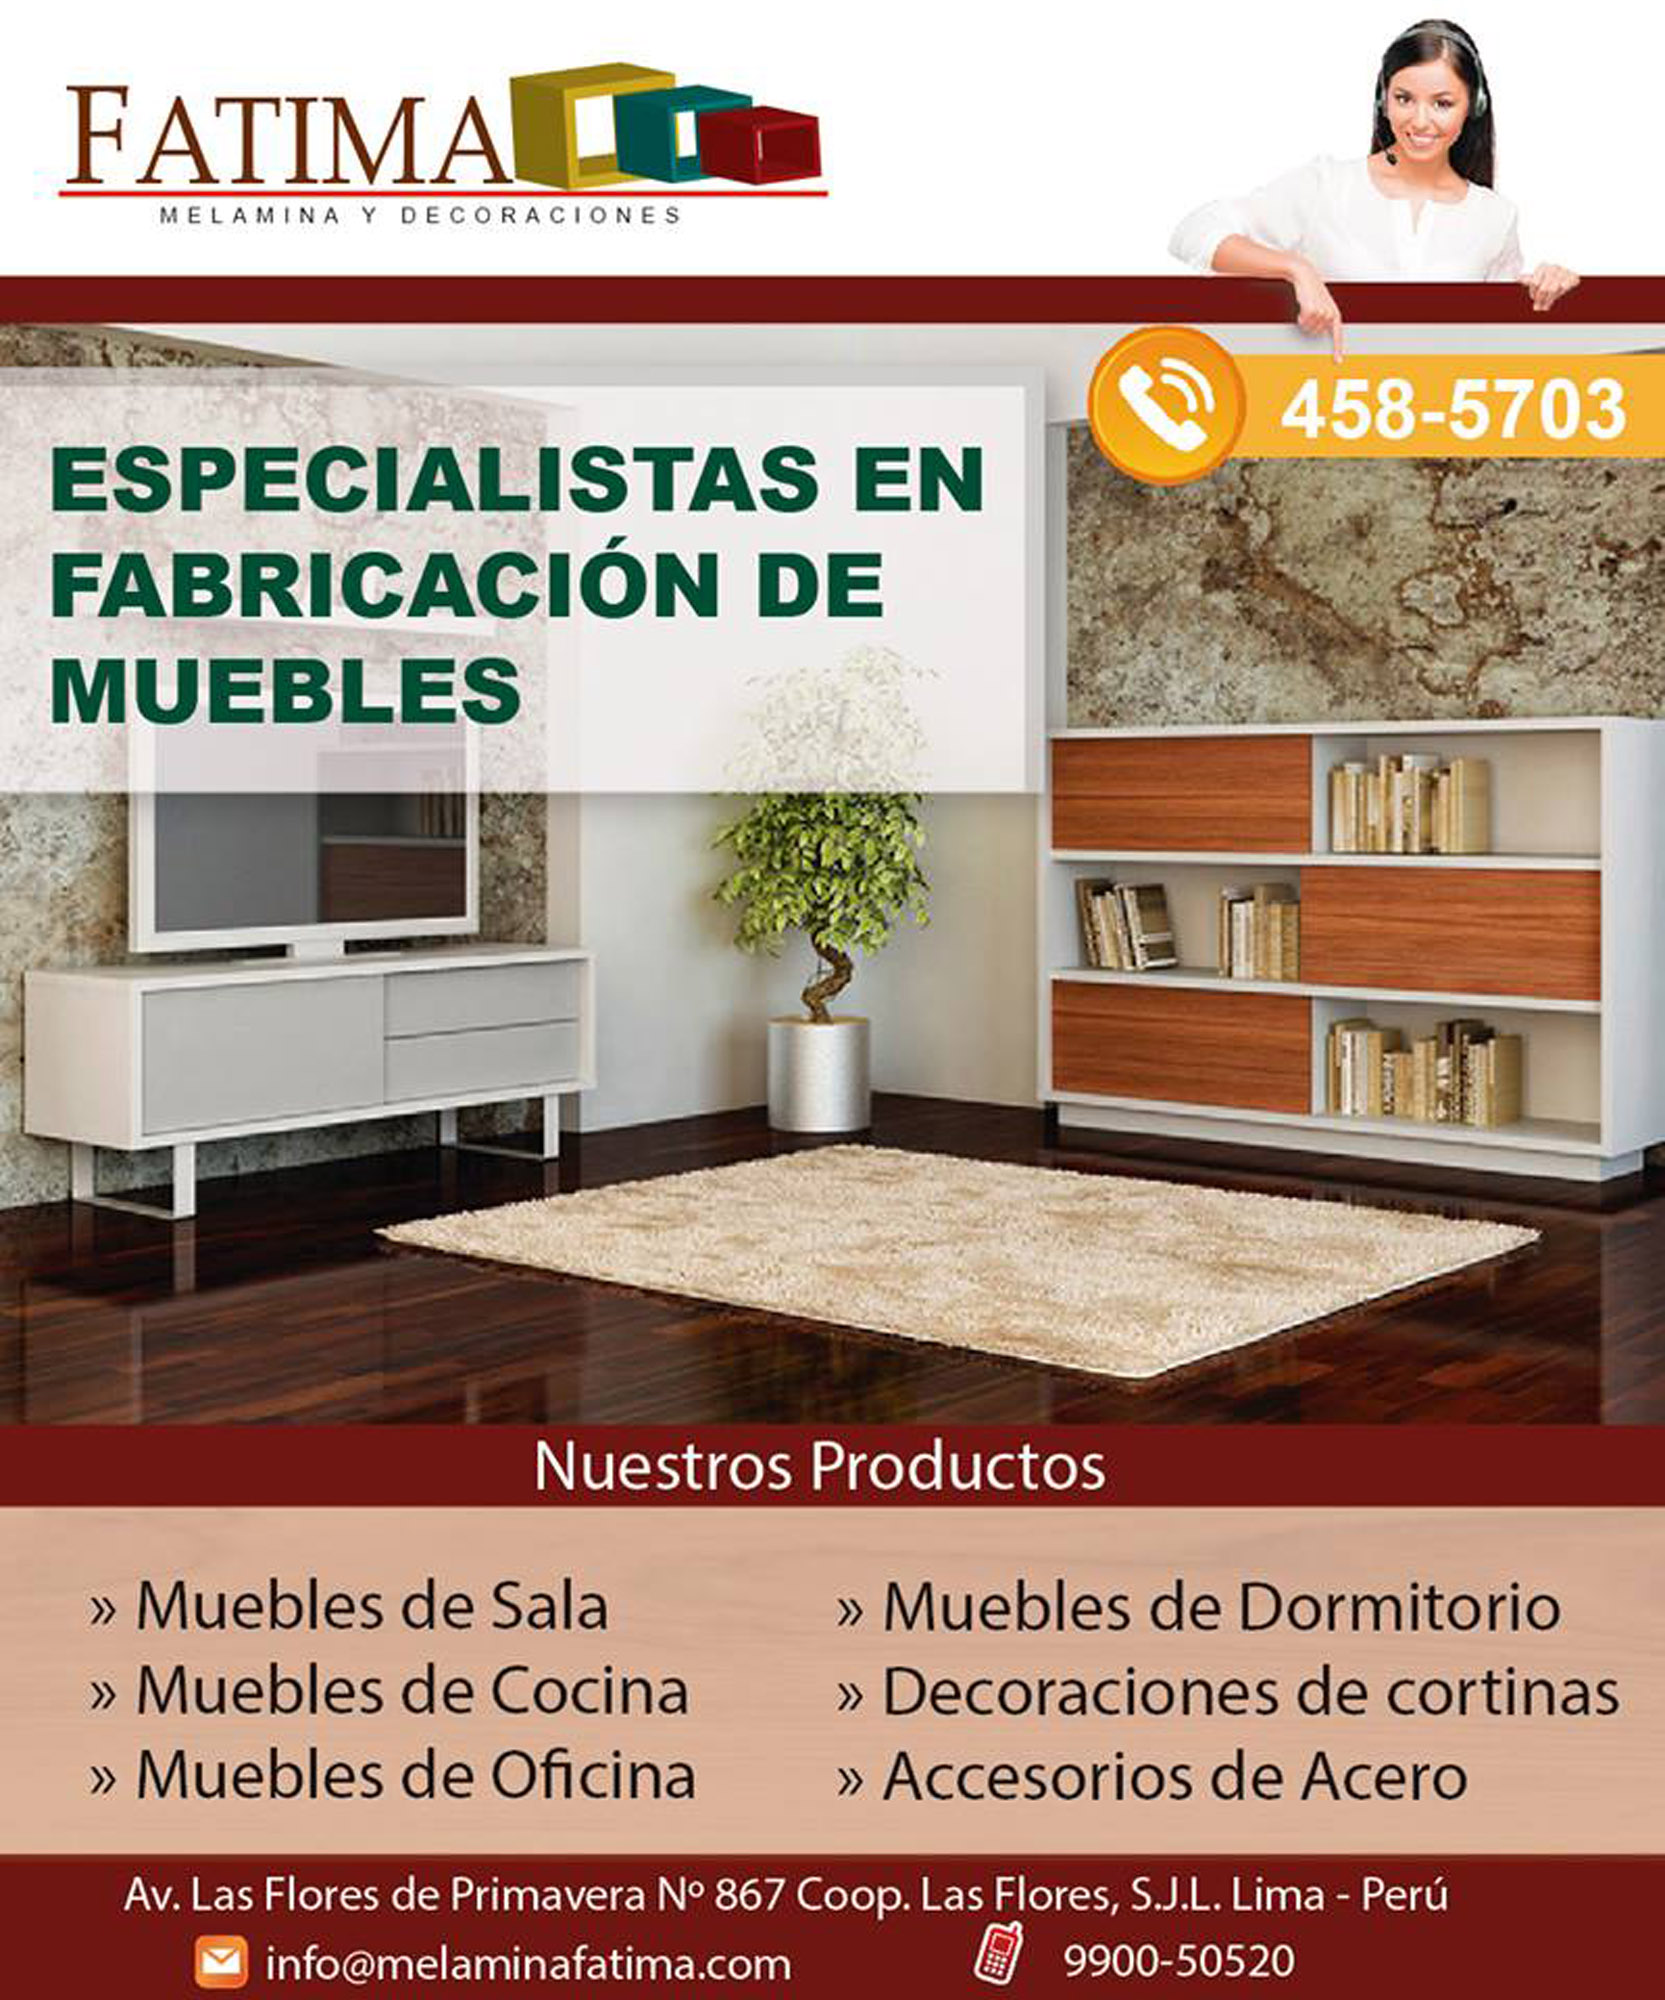 FATIMA
MELAMINA Y DECORACIONES
458-5703
ESPECIALISTAS EN
FABRICACIÓN DE
MUEBLES
Nuestros Productos
» Muebles de Sala
» Muebles de Cocina
» Muebles de Oficina
» Muebles de Dormitorio
» Decoraciones de cortinas
» Accesorios de Acero
Av. Las Flores de Primavera Nº 867 Coop. Las Flores, S.J.L. Lima - Perú
info@melaminafatima.com
9900-50520